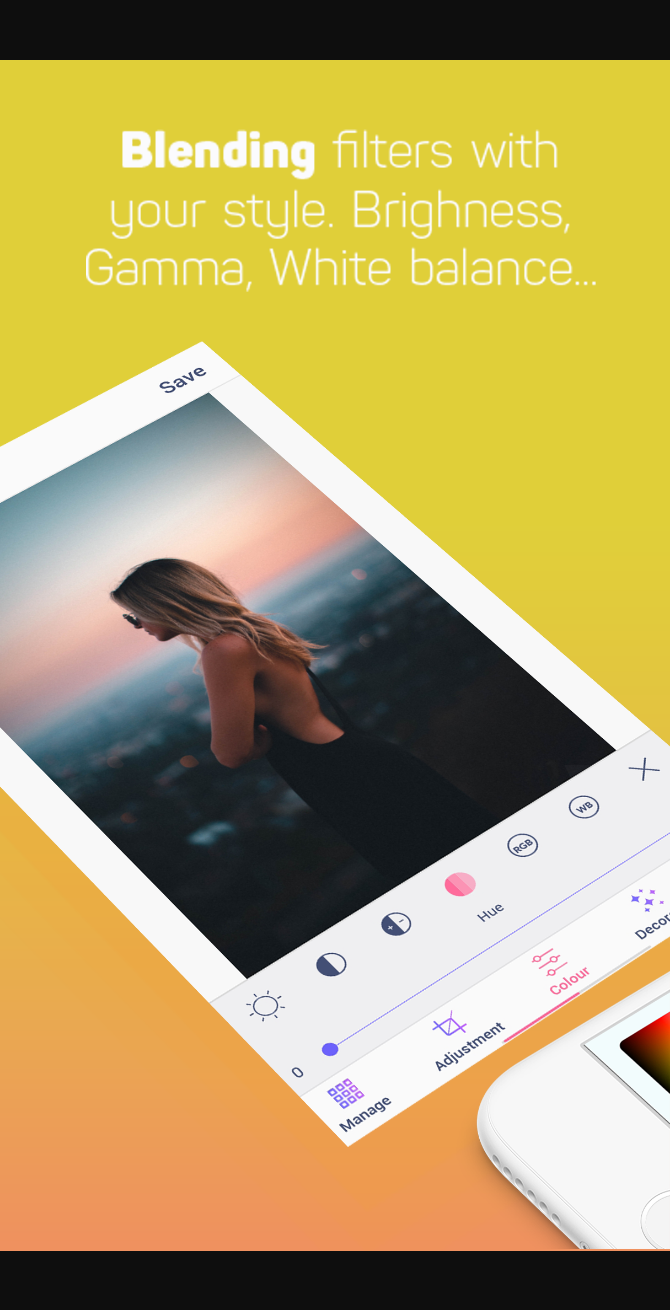 Blending filters with
your style. Brighness,
Gamma, White balance...
Save
WB
RGB
Hue
0
Decor
Colour
Adjustment
Manage